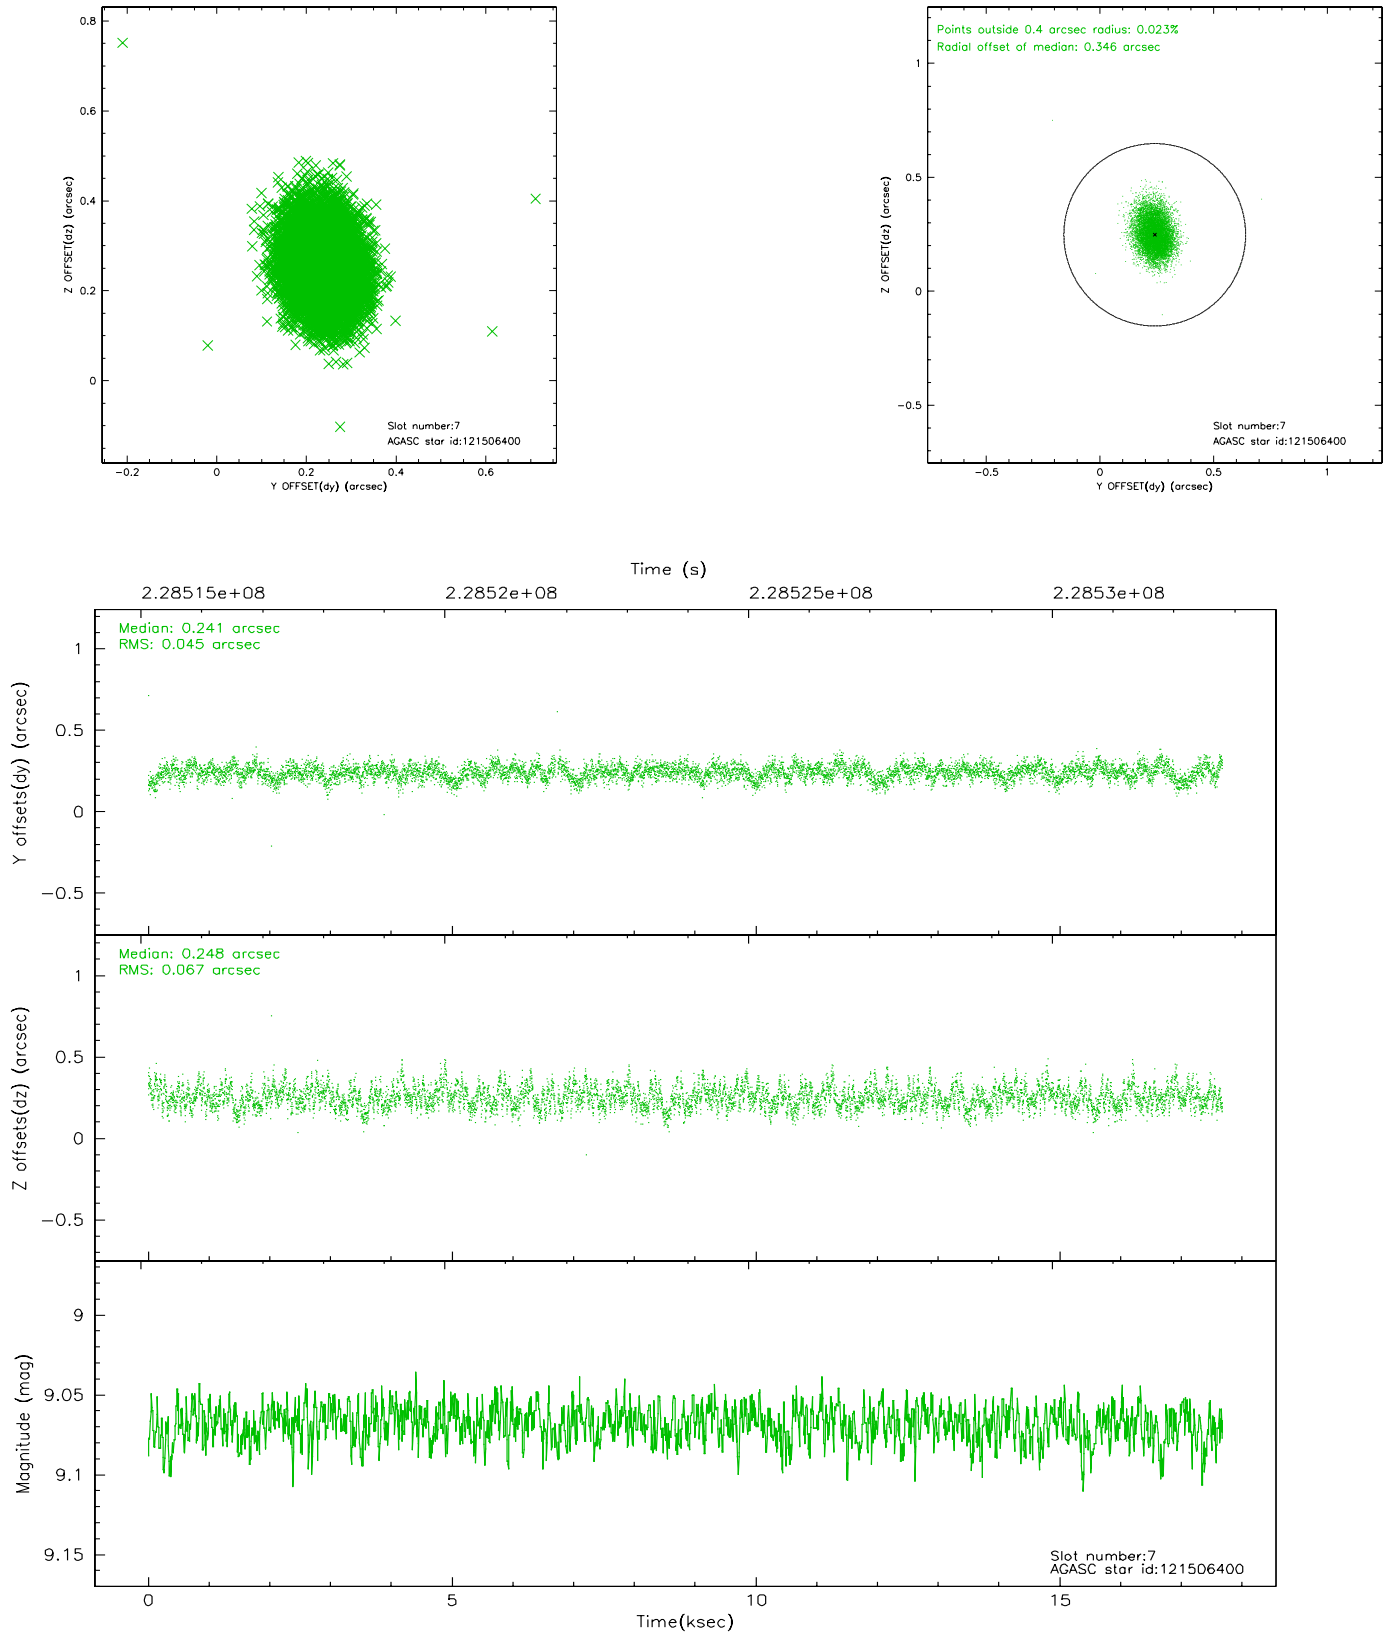 0.8
0.6
0.4
0.2
0
Z OFFSET(dz) (arcsec)
Slot number:7
AGASC star id:121506400
−0.2 0 0.2 0.4 0.6
Y OFFSET(dy) (arcsec)
Points outside 0.4 arcsec radius: 0.023%
Radial offset of median: 0.346 arcsec
1
0.5
0
−0.5
Z OFFSET(dz) (arcsec)
Slot number:7
AGASC star id:121506400
−0.5 0 0.5 1
Y OFFSET(dy) (arcsec)
Time (s)
2.28515e+08 2.2852e+08 2.28525e+08 2.2853e+08
Median: 0.241 arcsec
RMS: 0.045 arcsec
1
0.5
0
−0.5
Y offsets(dy) (arcsec)
Median: 0.248 arcsec
RMS: 0.067 arcsec
1
0.5
0
−0.5
Z offsets(dz) (arcsec)
9
9.05
9.1
9.15
Magnitude (mag)
Slot number:7
AGASC star id:121506400
0 5 10 15
Time(ksec)